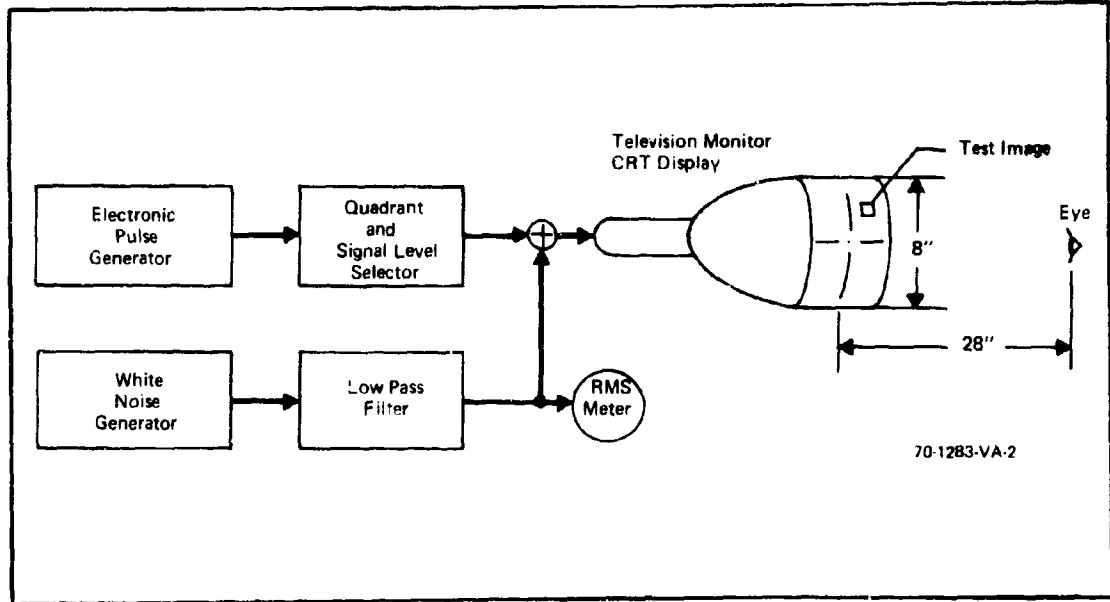 Television Monitor
CRT Display
Test Image
Eye
Electronic
Pulse
Generator
Quadrant
and
Signal Level
Selector
8"
28"
White
Noise
Generator
Low Pass
Filter
RMS
Meter
70-1283-VA-2